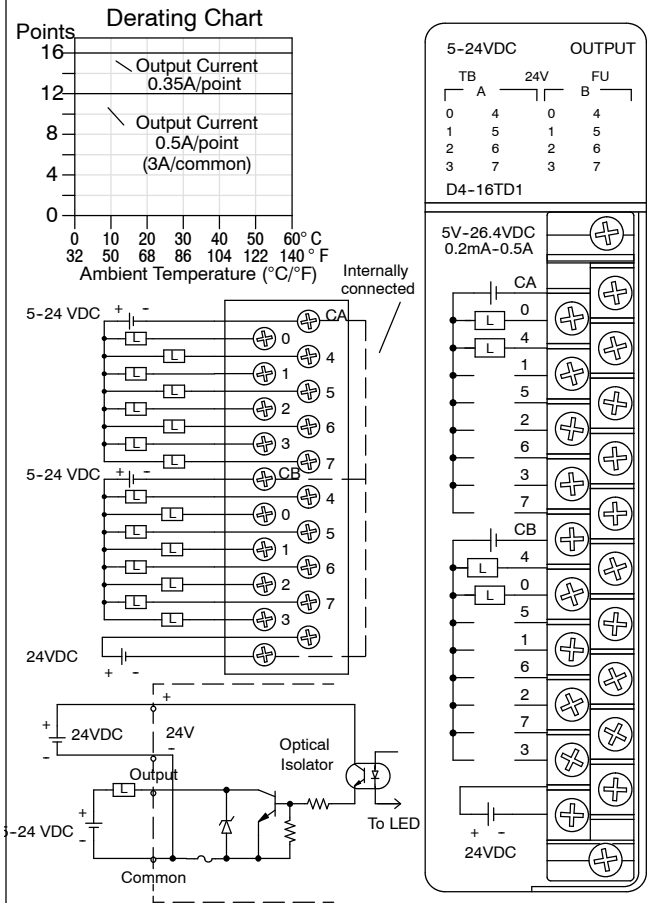 Derating Chart
Points
16
12
8
4
0
Output Current
0.35A/point
Output Current
0.5A/point
(3A/common)
0 10 20 30 40 50 60°C
32 50 68 86 104 122 140°F
Ambient Temperature (°C/°F)
Internally
connected
5-24 VDC + -
CA
L 0
L 4
L 1
L 5
L 2
L 6
L 3
L 7
5-24 VDC + -
CB
L 4
L 0
L 5
L 1
L 6
L 2
L 7
L 3
24VDC
+ -
+
+ 24VDC 24V
- -
Output
L
Optical
Isolator
To LED
5-24 VDC
+
-
Common
5-24VDC OUTPUT
TB 24V FU
A B
0 4 0 4
1 5 1 5
2 6 2 6
3 7 3 7
D4-16TD1
5V-26.4VDC
0.2mA-0.5A
CA
L 0
L 4
1
5
2
6
3
7
CB
L 4
L 0
5
1
6
2
7
3
+ -
24VDC